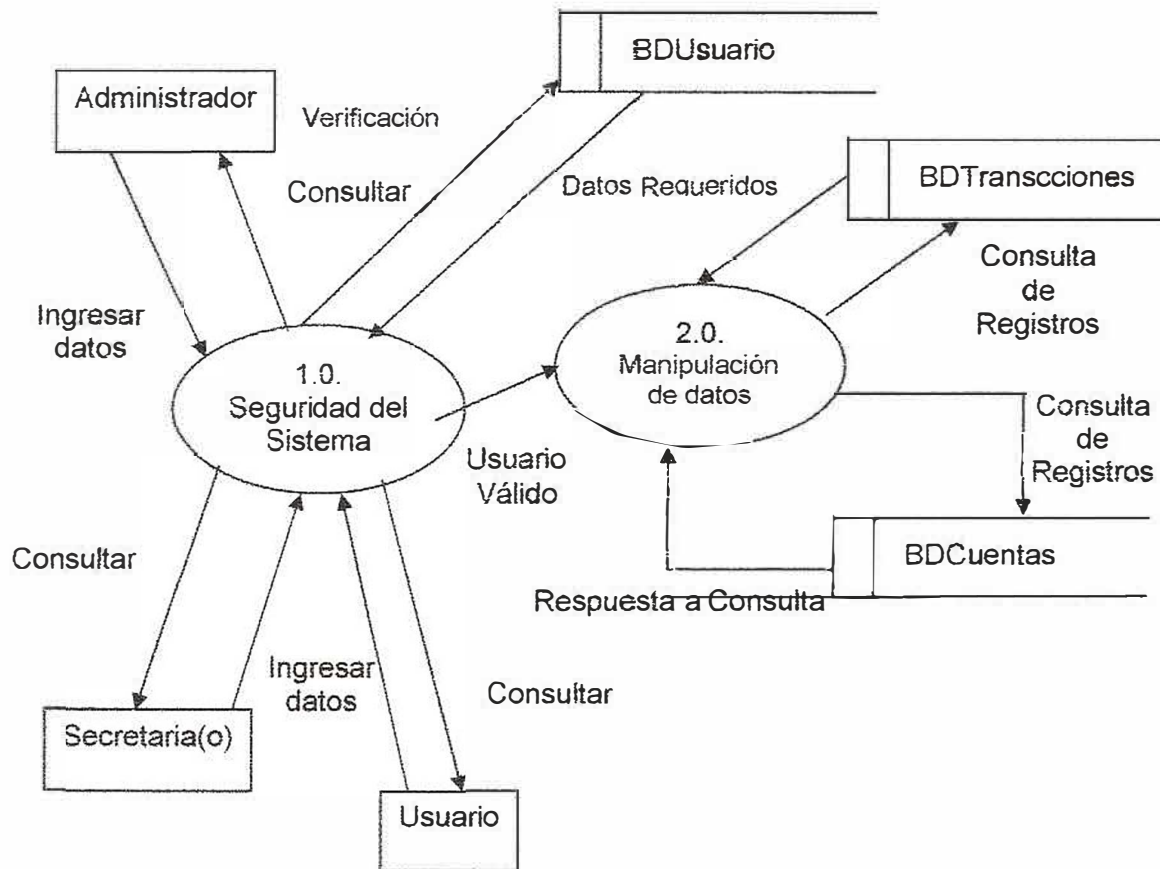 BDUsuario
Administrador
Verificación
BDTranscciones
Consultar
Datos Requeridos
Consulta
de
Registros
Ingresar
datos
2.0.
Manipulación
de datos
1.0.
Seguridad del
Sistema
Consulta
de
Registros
Usuario
Válido
Consultar
BDCuentas
Respuesta a Consulta
Ingresar
datos
Consultar
Secretaria(o)
Usuario